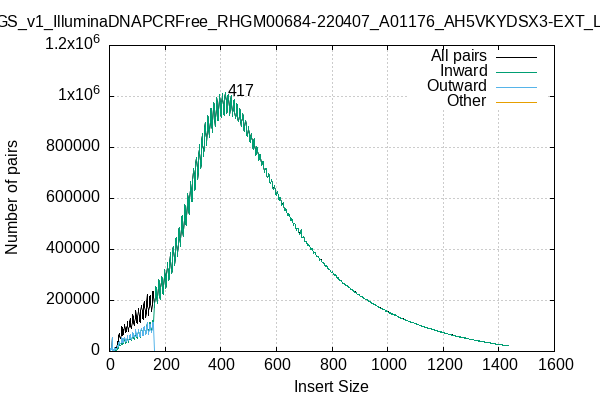 GS_v1_IlluminaDNAPCRFree_RHGM00684-220407_A01176_AH5VKYDSX3-EXT_L
1.2x10^6
1x10^6
800000
600000
400000
200000
0
Number of pairs
417
All pairs
Inward
Outward
Other
0 200 400 600 800 1000 1200 1400 1600
Insert Size